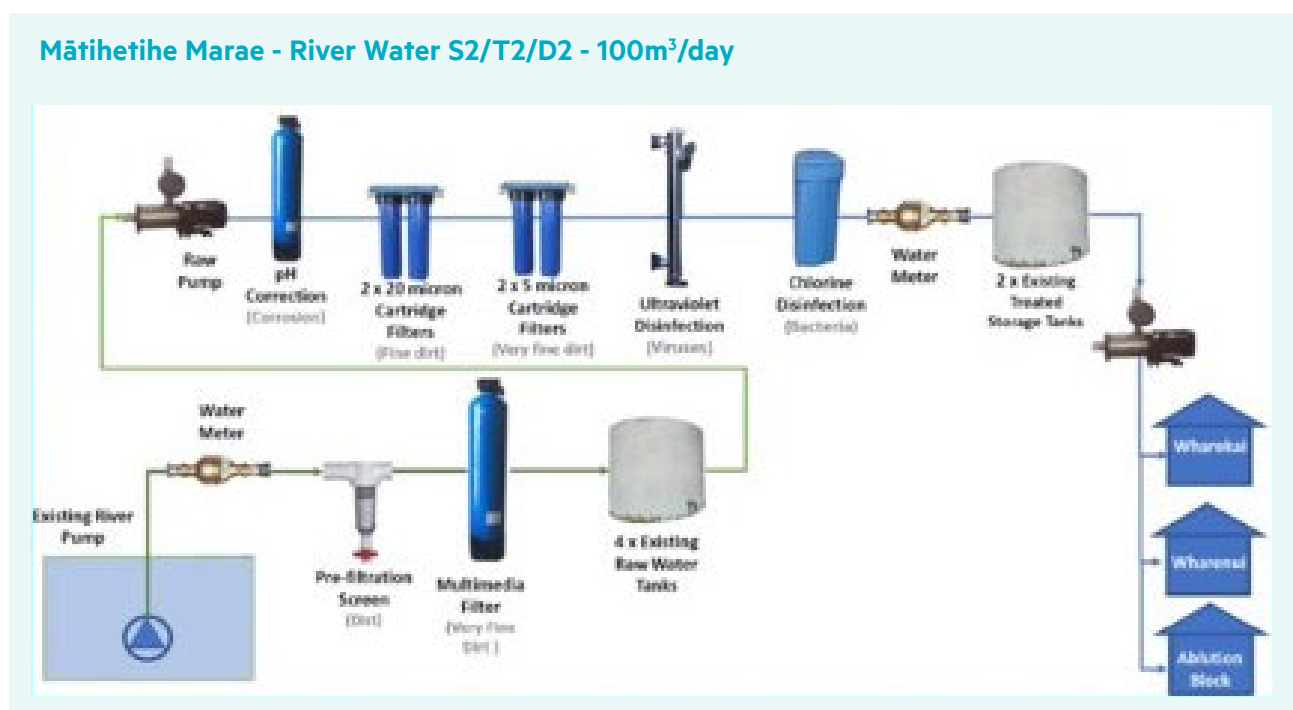 Mātihetihe Marae - River Water S2/T2/D2 - 100m³/day
Raw
Pump
pH
Correction
(Corrosion)
2 x 20 micron
Cartridge
Filters
(Fine dirt)
2 x 5 micron
Cartridge
Filters
(Very fine dirt)
Ultraviolet
Disinfection
(Viruses)
Chlorine
Disinfection
(Bacteria)
Water
Meter
2 x Existing
Treated
Storage Tanks
Existing River
Pump
Water
Meter
Pre-filtration
Screen
(Dirt)
Multimedia
Filter
(Very Fine
Dirt )
4 x Existing
Raw Water
Tanks
Wharekai
Wharenui
Ablution
Block